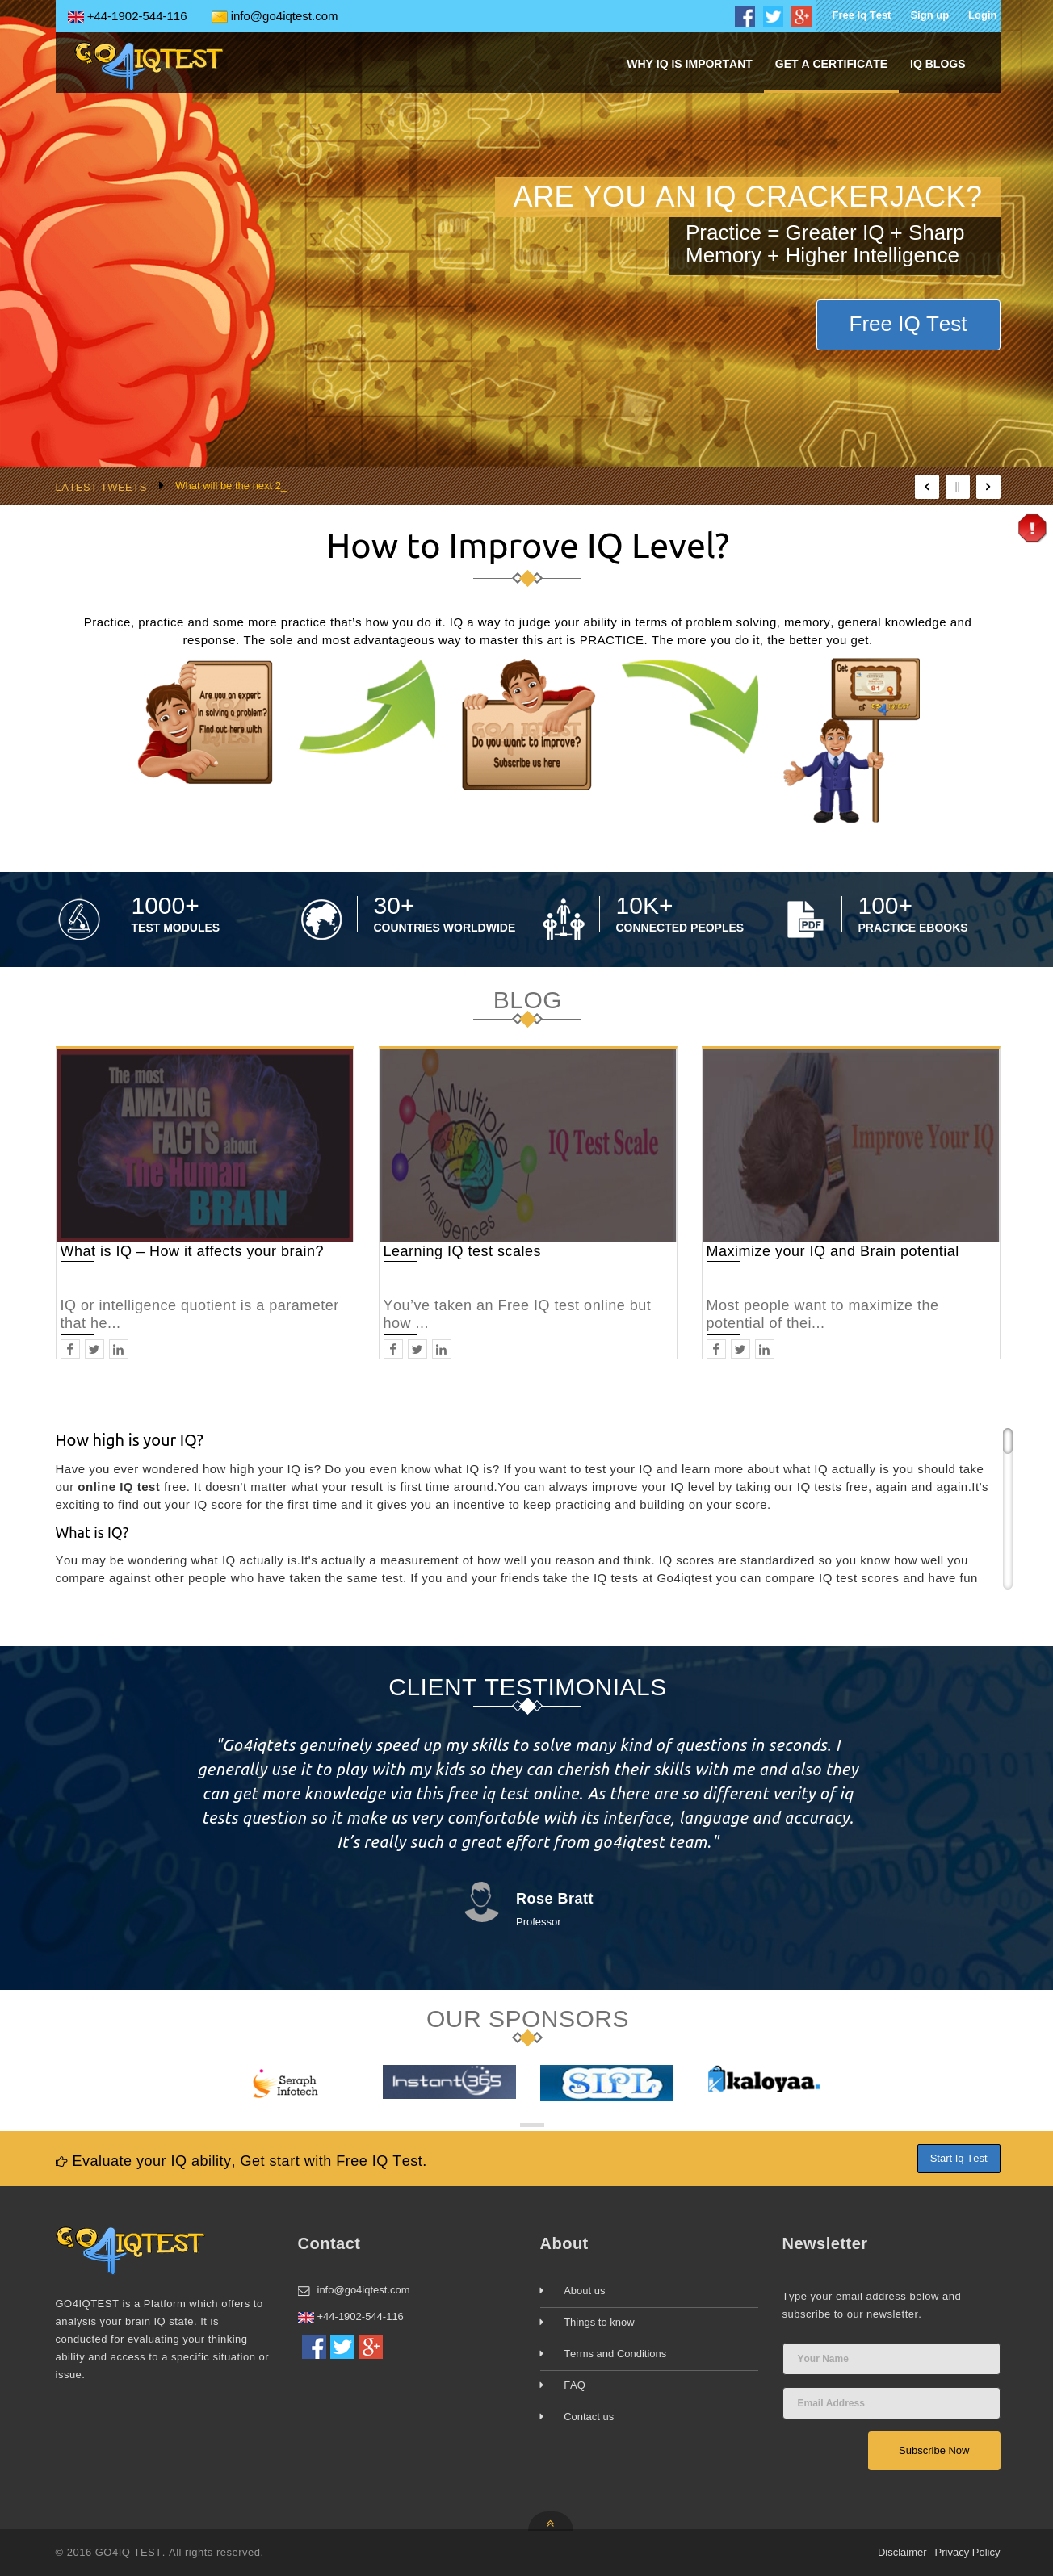 +44-1902-544-116 info@go4iqtest.com Free Iq Test Sign up Login
GO4IQTEST WHY IQ IS IMPORTANT GET A CERTIFICATE IQ BLOGS
ARE YOU AN IQ CRACKERJACK?
Practice = Greater IQ + Sharp
Memory + Higher Intelligence
Free IQ Test
LATEST TWEETS What will be the next 2_
How to Improve IQ Level?
Practice, practice and some more practice that's how you do it. IQ a way to judge your ability in terms of problem solving, memory, general knowledge and
response. The sole and most advantageous way to master this art is PRACTICE. The more you do it, the better you get.
Are you an expert
in solving a problem?
Find out here with
Do you want to improve?
Subscribe us here
Get
81
of GO4IQTEST
1000+
TEST MODULES
30+
COUNTRIES WORLDWIDE
10K+
CONNECTED PEOPLES
PDF
100+
PRACTICE EBOOKS
BLOG
The most
AMAZING
FACTS about
The Human
BRAIN
What is IQ – How it affects your brain?
IQ or intelligence quotient is a parameter
that he...
Multiple
Intelligences
IQ Test Scale
Learning IQ test scales
You've taken an Free IQ test online but
how ...
Improve Your IQ
Maximize your IQ and Brain potential
Most people want to maximize the
potential of thei...
How high is your IQ?
Have you ever wondered how high your IQ is? Do you even know what IQ is? If you want to test your IQ and learn more about what IQ actually is you should take
our online IQ test free. It doesn't matter what your result is first time around.You can always improve your IQ level by taking our IQ tests free, again and again.It's
exciting to find out your IQ score for the first time and it gives you an incentive to keep practicing and building on your score.
What is IQ?
You may be wondering what IQ actually is.It's actually a measurement of how well you reason and think. IQ scores are standardized so you know how well you
compare against other people who have taken the same test. If you and your friends take the IQ tests at Go4iqtest you can compare IQ test scores and have fun
CLIENT TESTIMONIALS
"Go4iqtets genuinely speed up my skills to solve many kind of questions in seconds. I
generally use it to play with my kids so they can cherish their skills with me and also they
can get more knowledge via this free iq test online. As there are so different verity of iq
tests question so it make us very comfortable with its interface, language and accuracy.
It's really such a great effort from go4iqtest team."
Rose Bratt
Professor
OUR SPONSORS
Seraph
Infotech
Instant365
SIPL
kaloyaa.
Evaluate your IQ ability, Get start with Free IQ Test.
Start Iq Test
GO4IQTEST
GO4IQTEST is a Platform which offers to
analysis your brain IQ state. It is
conducted for evaluating your thinking
ability and access to a specific situation or
issue.
Contact
info@go4iqtest.com
+44-1902-544-116
About
About us
Things to know
Terms and Conditions
FAQ
Contact us
Newsletter
Type your email address below and
subscribe to our newsletter.
Your Name
Email Address
Subscribe Now
© 2016 GO4IQ TEST. All rights reserved.
Disclaimer Privacy Policy